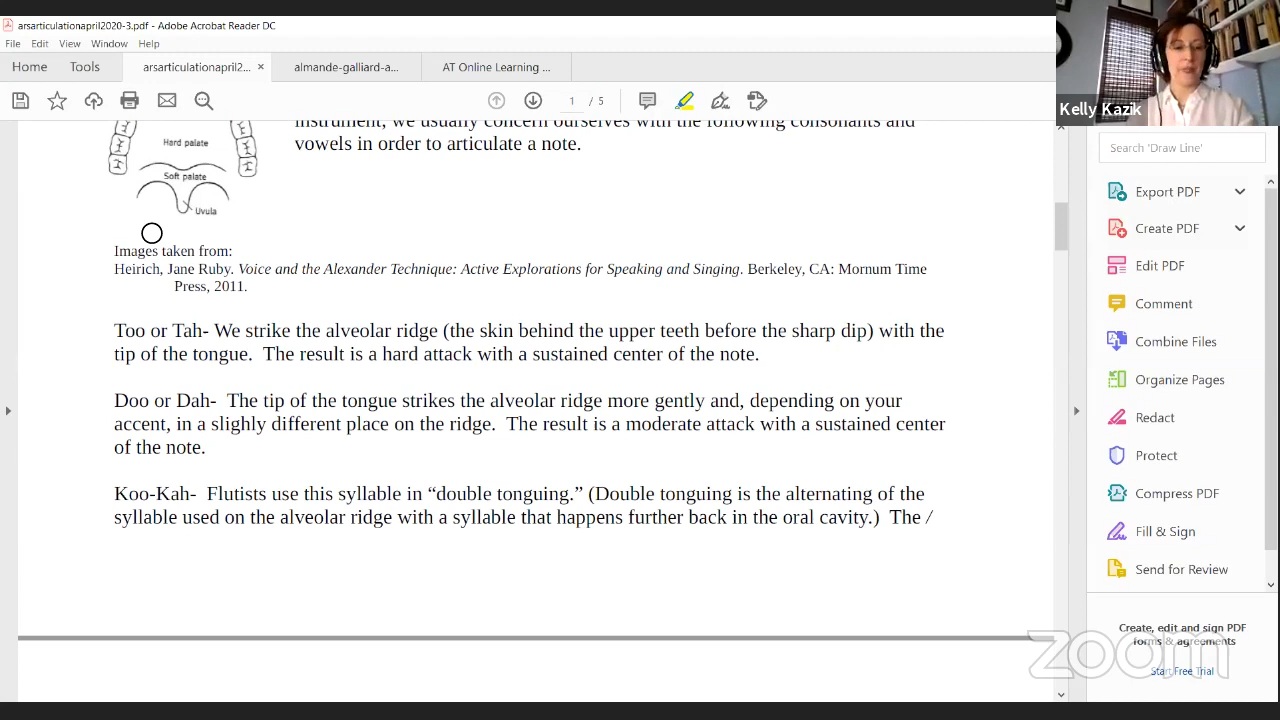 arsarticulationapril2020-3.pdf - Adobe Acrobat Reader DC
File Edit View Window Help
Home Tools arsarticulationapril2... × almande-galliard-a... AT Online Learning ...
1 / 5
Kelly Kazik
Hard palate
Soft palate
Uvula
instrument, usually concern ourselves with the following consonants and
vowels in order to articulate a note.
Images taken from:
Heirich, Jane Ruby. Voice and the Alexander Technique: Active Explorations for Speaking and Singing. Berkeley, CA: Mornum Time
Press, 2011.
Too or Tah- We strike the alveolar ridge (the skin behind the upper teeth before the sharp dip) with the
tip of the tongue. The result is a hard attack with a sustained center of the note.
Doo or Dah- The tip of the tongue strikes the alveolar ridge more gently and, depending on your
accent, in a slighly different place on the ridge. The result is a moderate attack with a sustained center
of the note.
Koo-Kah- Flutists use this syllable in “double tonguing.” (Double tonguing is the alternating of the
syllable used on the alveolar ridge with a syllable that happens further back in the oral cavity.) The /
Search 'Draw Line'
Export PDF
Create PDF
Edit PDF
Comment
Combine Files
Organize Pages
Redact
Protect
Compress PDF
Fill & Sign
Send for Review
Create, edit and sign PDF
forms & agreements
Start Free Trial
zoom